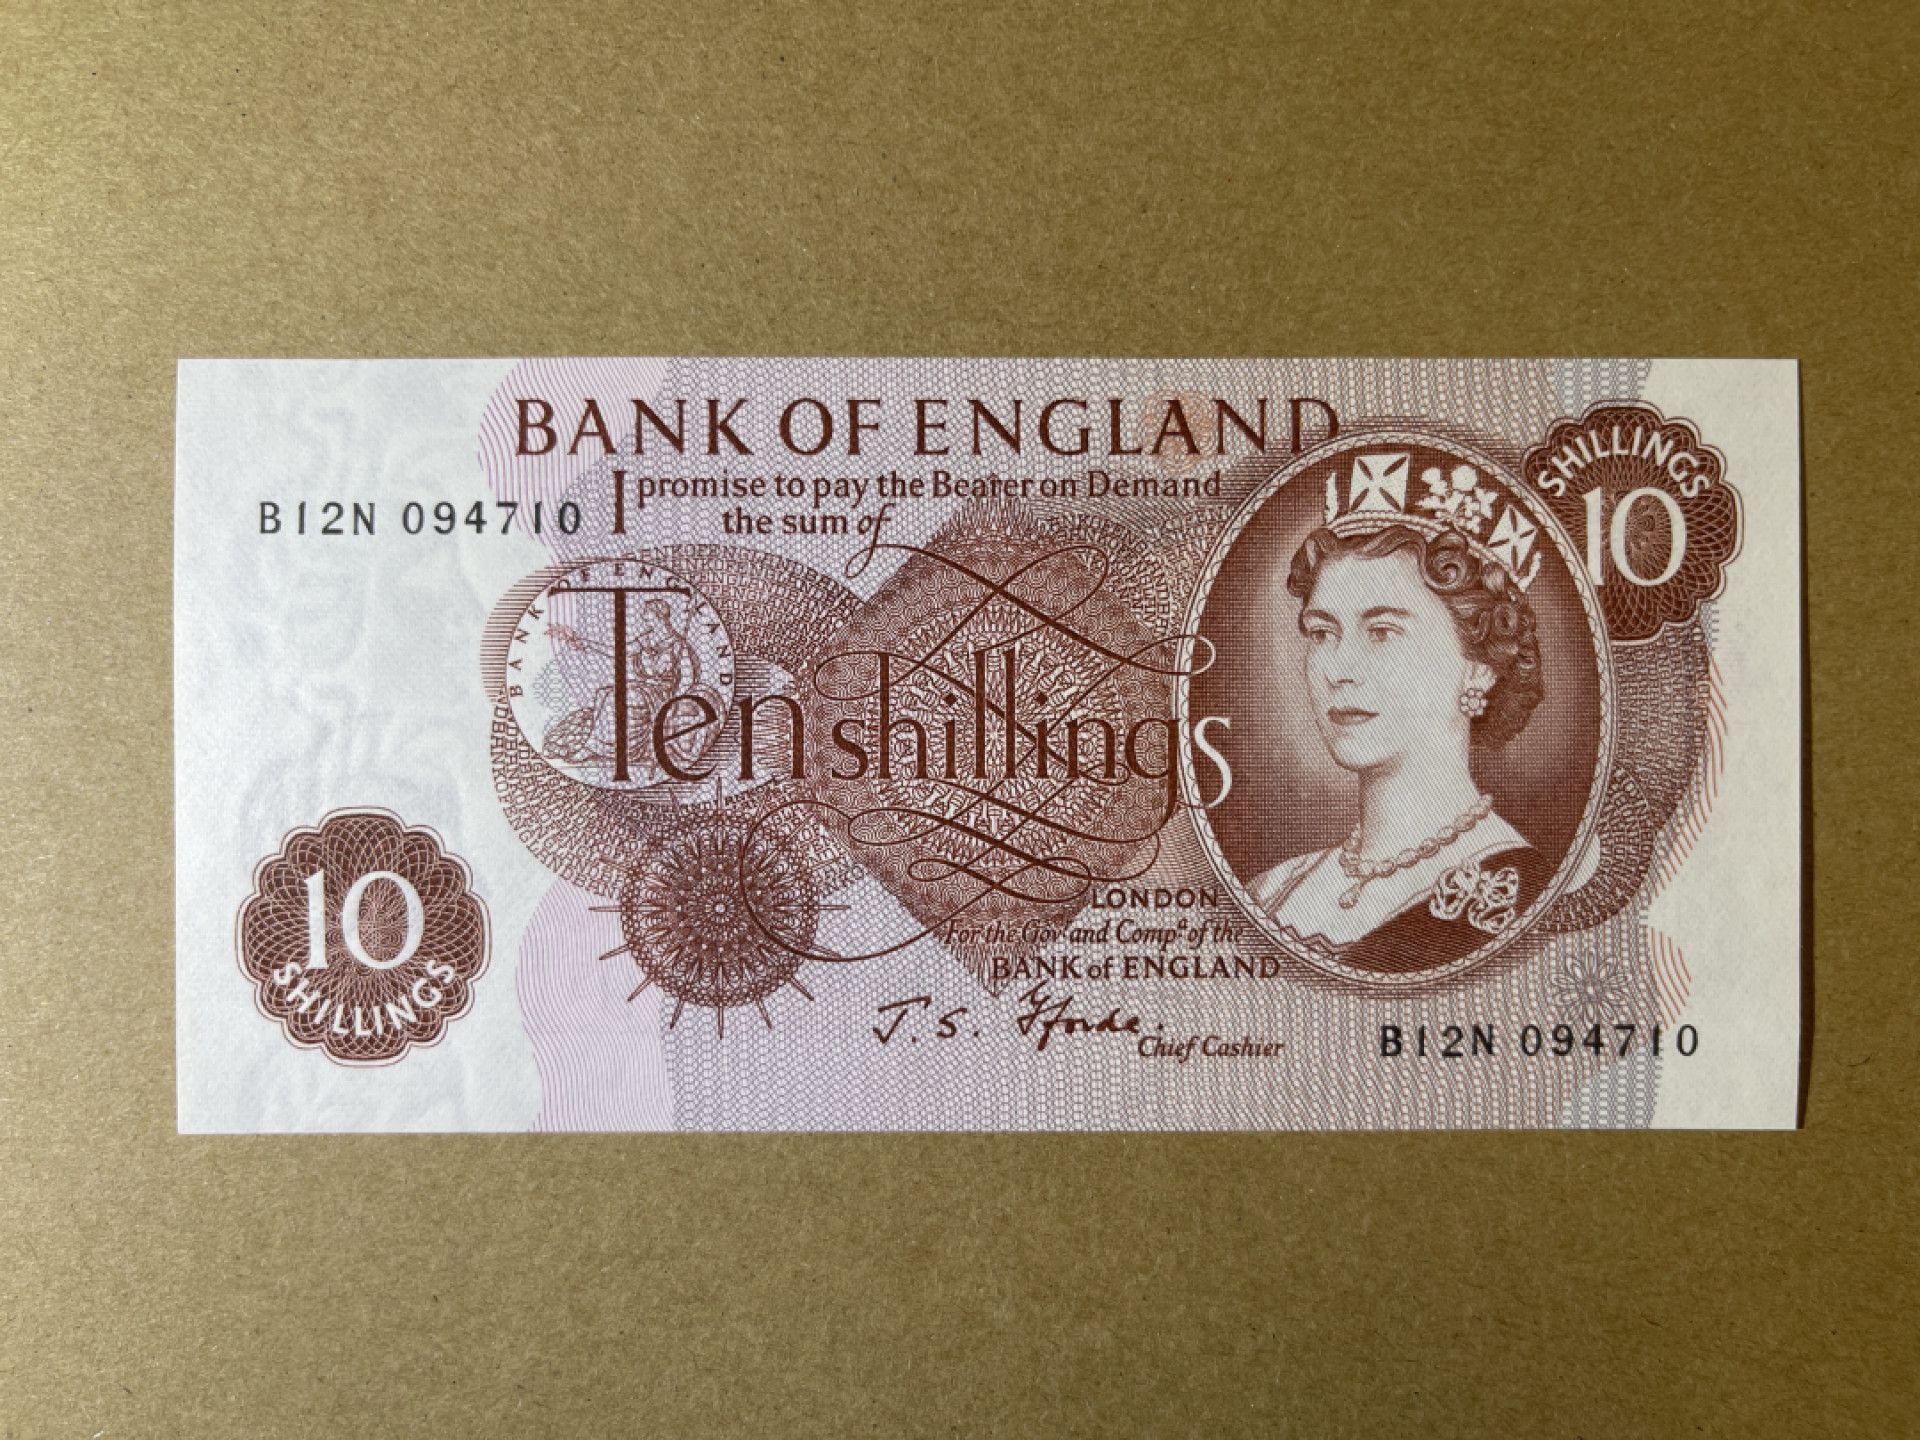 BANK OF ENGLAND
I promise to pay the Bearer on Demand
the sum of
B12N 094710
SHILLINGS
10
BANK OF ENGLAND
Ten shillings
10
SHILLINGS
LONDON
For the Govʳ and Compᵃ of the
BANK of ENGLAND
J. S. Fforde.
Chief Cashier
B12N 094710